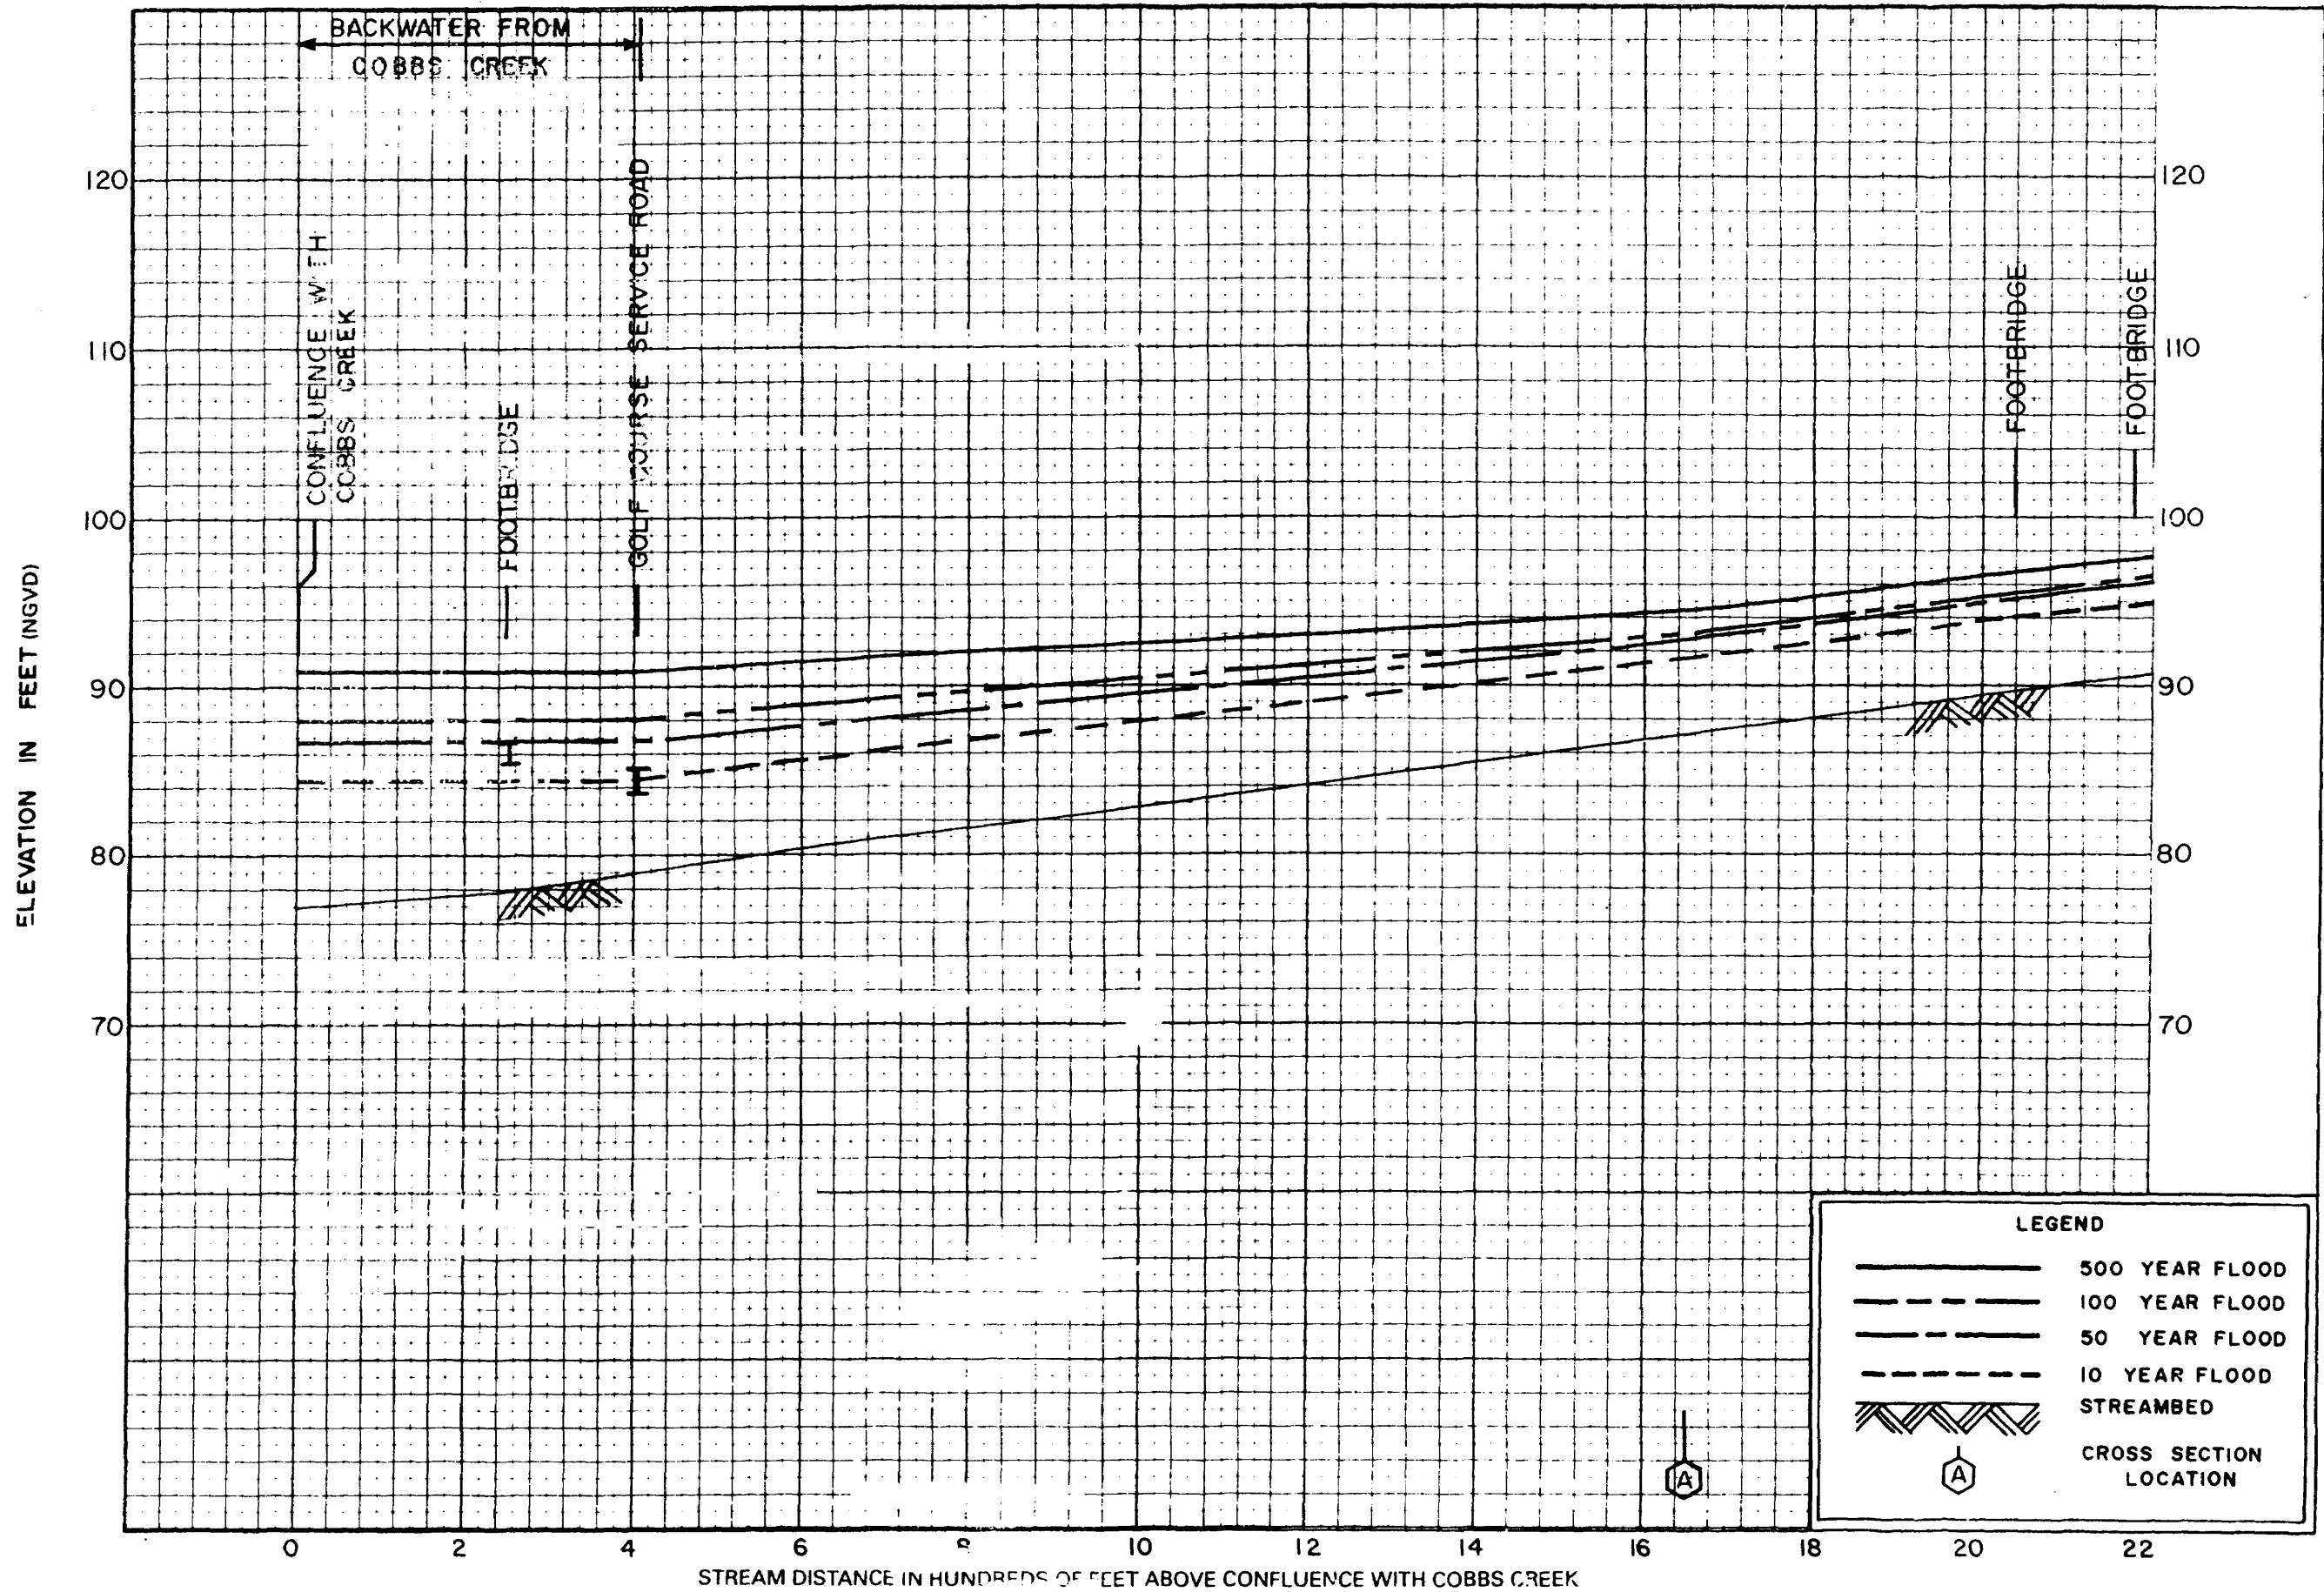 BACKWATER FROM
COBBS CREEK
CONFLUENCE WITH
COBBS CREEK
FOOTBRIDGE
GOLF COURSE SERVICE ROAD
FOOTBRIDGE
FOOTBRIDGE
ELEVATION IN FEET (NGVD)
120
110
100
90
80
70
120
110
100
90
80
70
LEGEND
500 YEAR FLOOD
100 YEAR FLOOD
50 YEAR FLOOD
10 YEAR FLOOD
STREAMBED
A
CROSS SECTION
LOCATION
A
0 2 4 6 8 10 12 14 16 18 20 22
STREAM DISTANCE IN HUNDREDS OF FEET ABOVE CONFLUENCE WITH COBBS CREEK